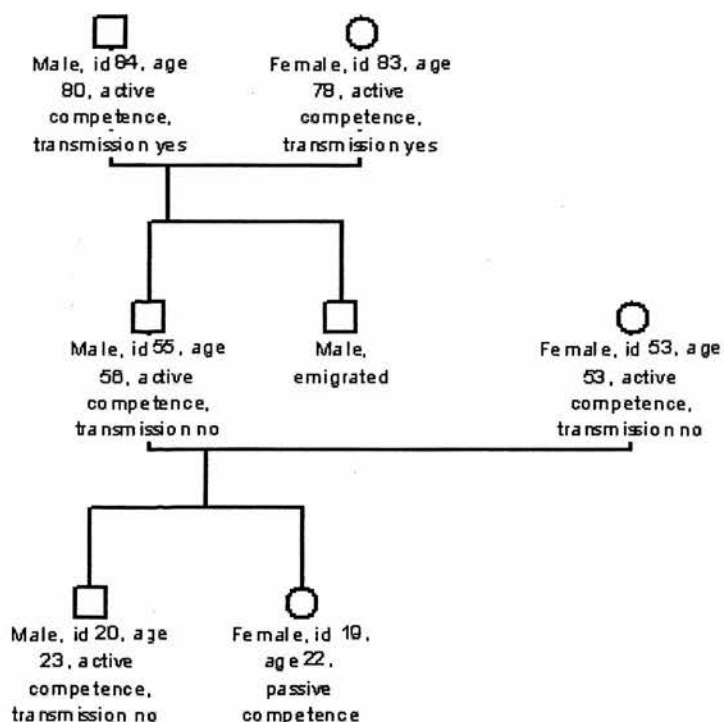 Male, id 84, age
80, active
competence,
transmission yes
Female, id 83, age
78, active
competence,
transmission yes
Male, id 55, age
56, active
competence,
transmission no
Male,
emigrated
Female, id 53, age
53, active
competence,
transmission no
Male, id 20, age
23, active
competence,
transmission no
Female, id 19,
age 22,
passive
competence